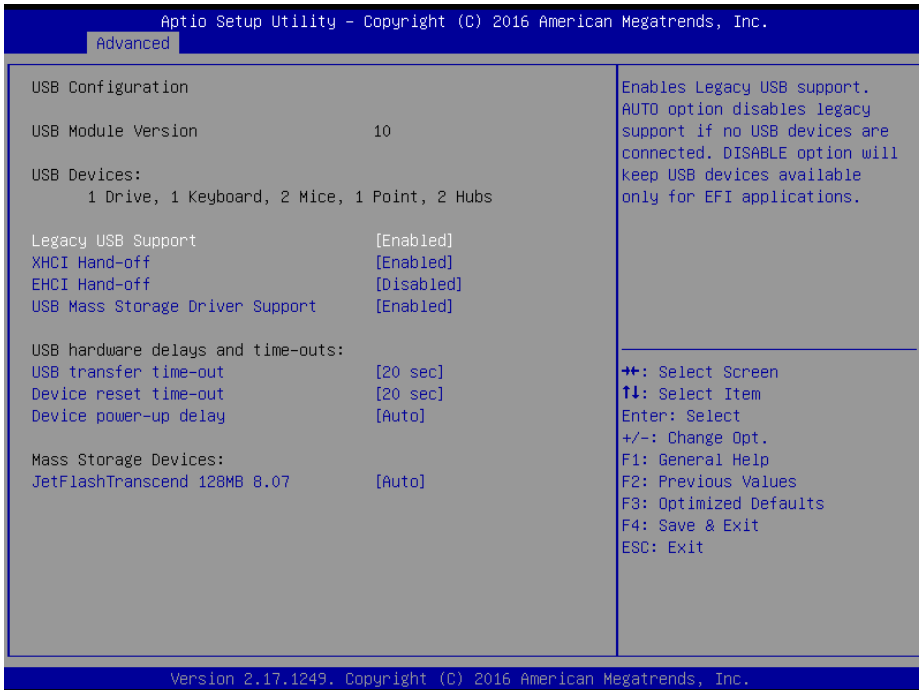 Aptio Setup Utility – Copyright (C) 2016 American Megatrends, Inc.
Advanced
USB Configuration
USB Module Version 10
USB Devices:
1 Drive, 1 Keyboard, 2 Mice, 1 Point, 2 Hubs
Legacy USB Support [Enabled]
XHCI Hand-off [Enabled]
EHCI Hand-off [Disabled]
USB Mass Storage Driver Support [Enabled]
USB hardware delays and time-outs:
USB transfer time-out [20 sec]
Device reset time-out [20 sec]
Device power-up delay [Auto]
Mass Storage Devices:
JetFlashTranscend 128MB 8.07 [Auto]
Enables Legacy USB support.
AUTO option disables legacy
support if no USB devices are
connected. DISABLE option will
keep USB devices available
only for EFI applications.
→←: Select Screen
↑↓: Select Item
Enter: Select
+/-: Change Opt.
F1: General Help
F2: Previous Values
F3: Optimized Defaults
F4: Save & Exit
ESC: Exit
Version 2.17.1249. Copyright (C) 2016 American Megatrends, Inc.